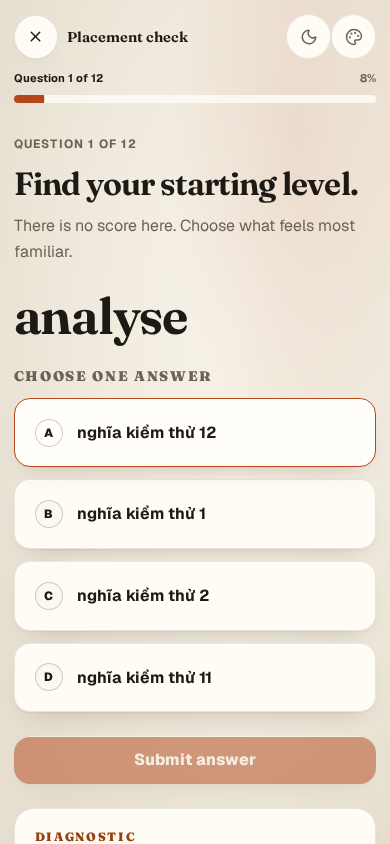 Placement check
Question 1 of 12
8%
QUESTION 1 OF 12
Find your starting level.
There is no score here. Choose what feels most
familiar.
analyse
CHOOSE ONE ANSWER
A nghĩa kiểm thử 12
B nghĩa kiểm thử 1
C nghĩa kiểm thử 2
D nghĩa kiểm thử 11
Submit answer
DIAGNOSTIC